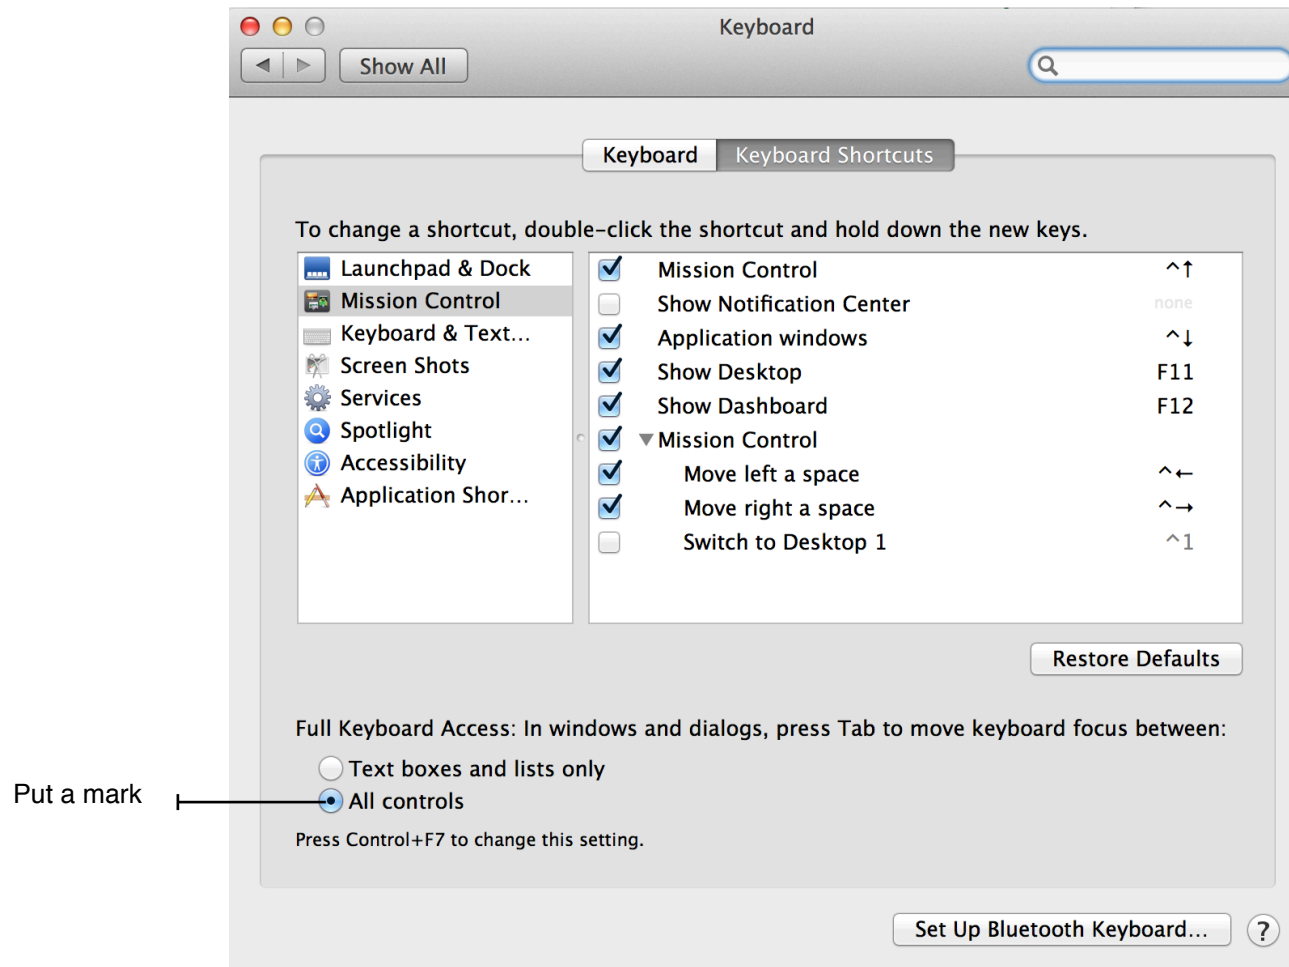 Keyboard
Show All
Keyboard Keyboard Shortcuts
To change a shortcut, double-click the shortcut and hold down the new keys.
Launchpad & Dock
Mission Control
Keyboard & Text...
Screen Shots
Services
Spotlight
Accessibility
Application Shor...
Mission Control ^↑
Show Notification Center none
Application windows ^↓
Show Desktop F11
Show Dashboard F12
Mission Control
Move left a space ^←
Move right a space ^→
Switch to Desktop 1 ^1
Restore Defaults
Full Keyboard Access: In windows and dialogs, press Tab to move keyboard focus between:
Text boxes and lists only
Put a mark
All controls
Press Control+F7 to change this setting.
Set Up Bluetooth Keyboard... ?